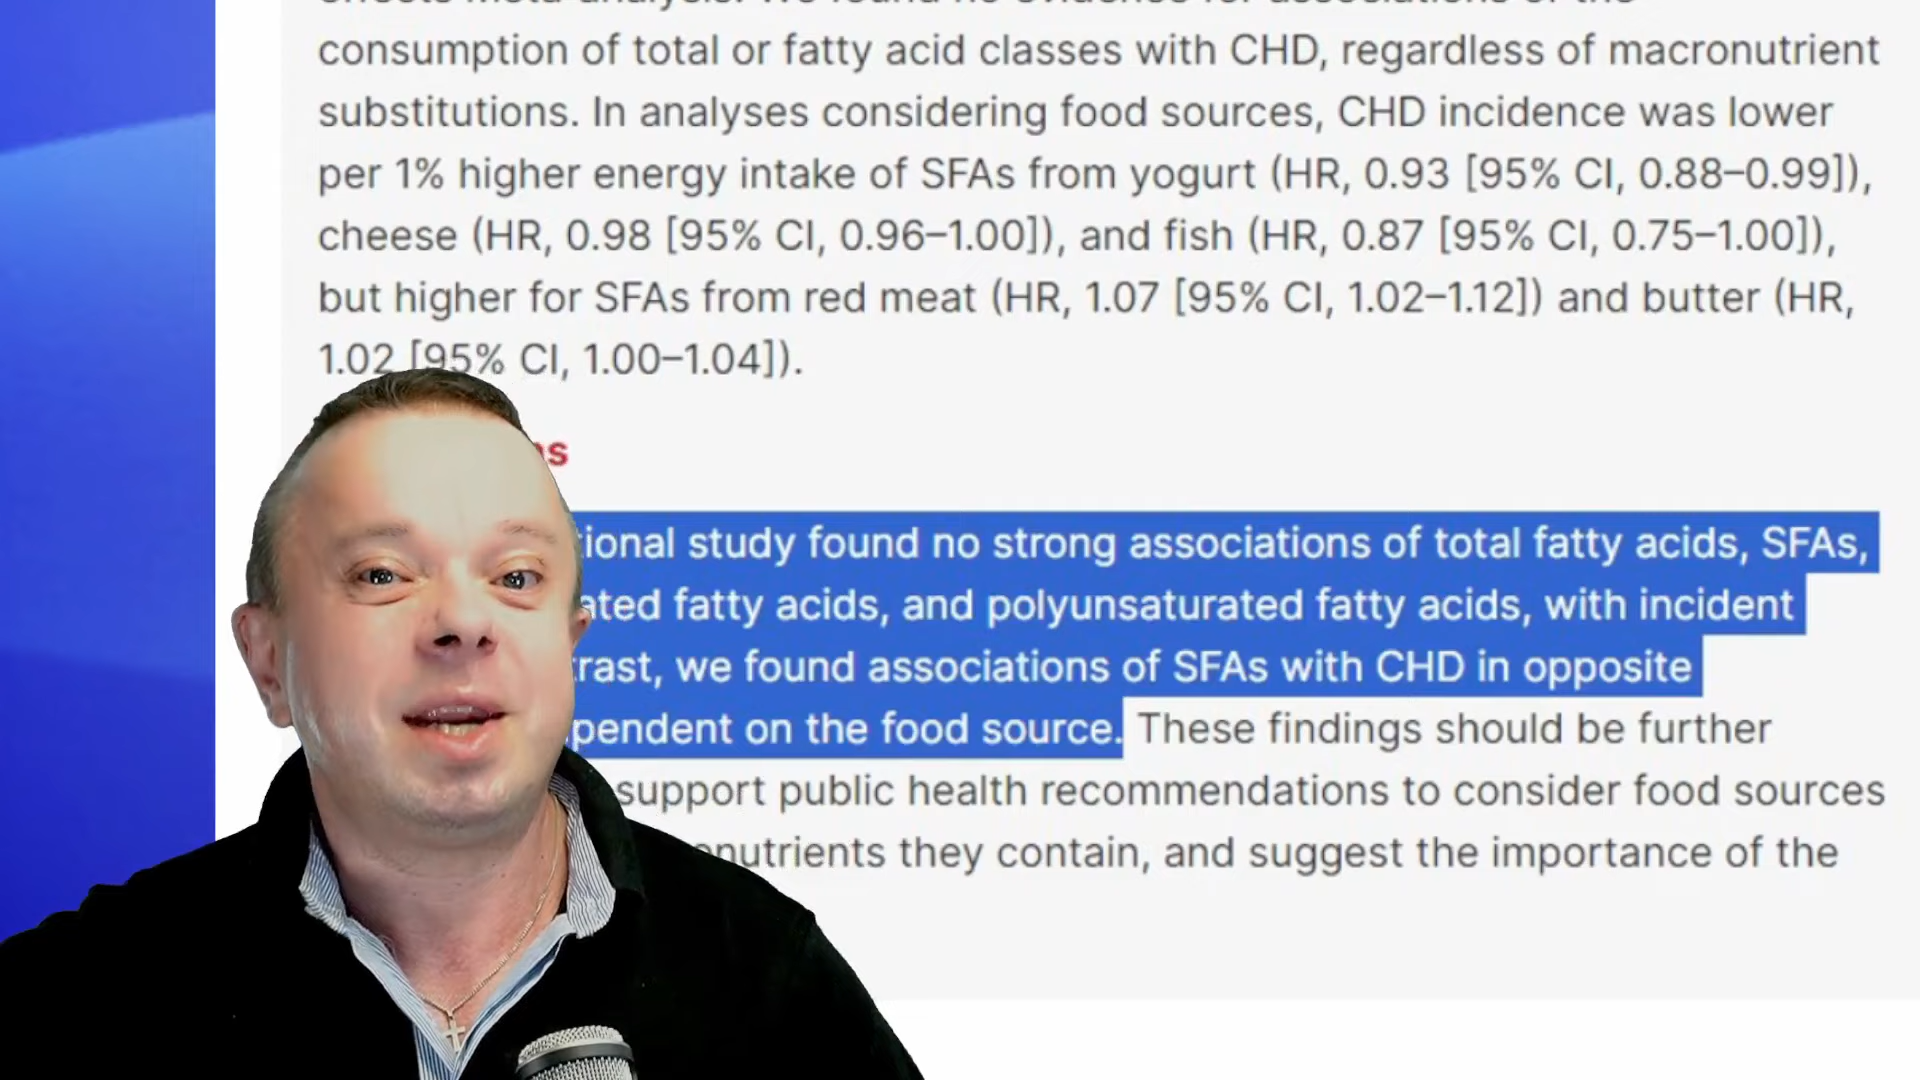 consumption of total or fatty acid classes with CHD, regardless of macronutrient
substitutions. In analyses considering food sources, CHD incidence was lower
per 1% higher energy intake of SFAs from yogurt (HR, 0.93 [95% CI, 0.88–0.99]),
cheese (HR, 0.98 [95% CI, 0.96–1.00]), and fish (HR, 0.87 [95% CI, 0.75–1.00]),
but higher for SFAs from red meat (HR, 1.07 [95% CI, 1.02–1.12]) and butter (HR,
1.02 [95% CI, 1.00–1.04]).
study found no strong associations of total fatty acids, SFAs,
fatty acids, and polyunsaturated fatty acids, with incident
we found associations of SFAs with CHD in opposite
on the food source. These findings should be further
support public health recommendations to consider food sources
they contain, and suggest the importance of the